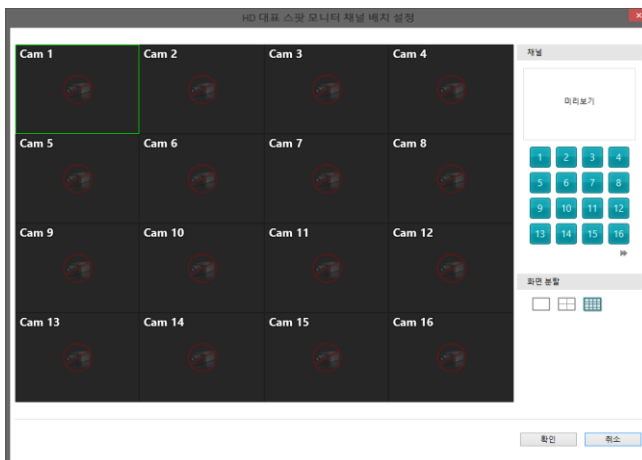 HD 대표 스팟 모니터 채널 배치 설정
Cam 1 Cam 2 Cam 3 Cam 4
Cam 5 Cam 6 Cam 7 Cam 8
Cam 9 Cam 10 Cam 11 Cam 12
Cam 13 Cam 14 Cam 15 Cam 16
채널
미리보기
1 2 3 4
5 6 7 8
9 10 11 12
13 14 15 16
화면 분할
확인 취소